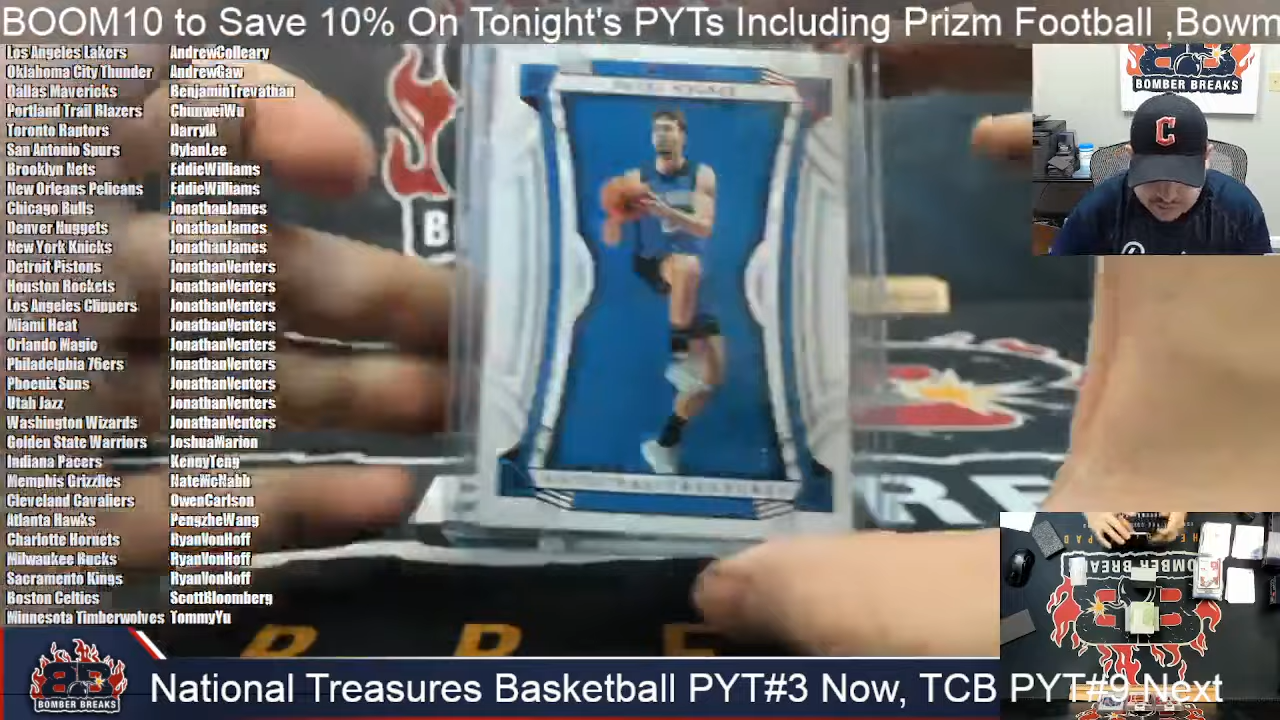 BOOM10 to Save 10% On Tonight's PYTs Including Prizm Football ,Bowm
Los Angeles Lakers AndrewColleary
Oklahoma City Thunder AndrewGaw
Dallas Mavericks BenjaminTrevathan
Portland Trail Blazers ChunweiWu
Toronto Raptors DarrylA
San Antonio Spurs DylanLee
Brooklyn Nets EddieWilliams
New Orleans Pelicans EddieWilliams
Chicago Bulls JonathanJames
Denver Nuggets JonathanJames
New York Knicks JonathanJames
Detroit Pistons JonathanVenters
Houston Rockets JonathanVenters
Los Angeles Clippers JonathanVenters
Miami Heat JonathanVenters
Orlando Magic JonathanVenters
Philadelphia 76ers JonathanVenters
Phoenix Suns JonathanVenters
Utah Jazz JonathanVenters
Washington Wizards JonathanVenters
Golden State Warriors JoshuaMarion
Indiana Pacers KennyTeng
Memphis Grizzlies NateMcNabb
Cleveland Cavaliers OwenCarlson
Atlanta Hawks PengzheWang
Charlotte Hornets RyanVonHoff
Milwaukee Bucks RyanVonHoff
Sacramento Kings RyanVonHoff
Boston Celtics ScottBloomberg
Minnesota Timberwolves TommyYu
BOMBER BREAKS
C
B
BOMBER BREAK
BOMBER BREAKS
National Treasures Basketball PYT#3 Now, TCB PYT#9 Next